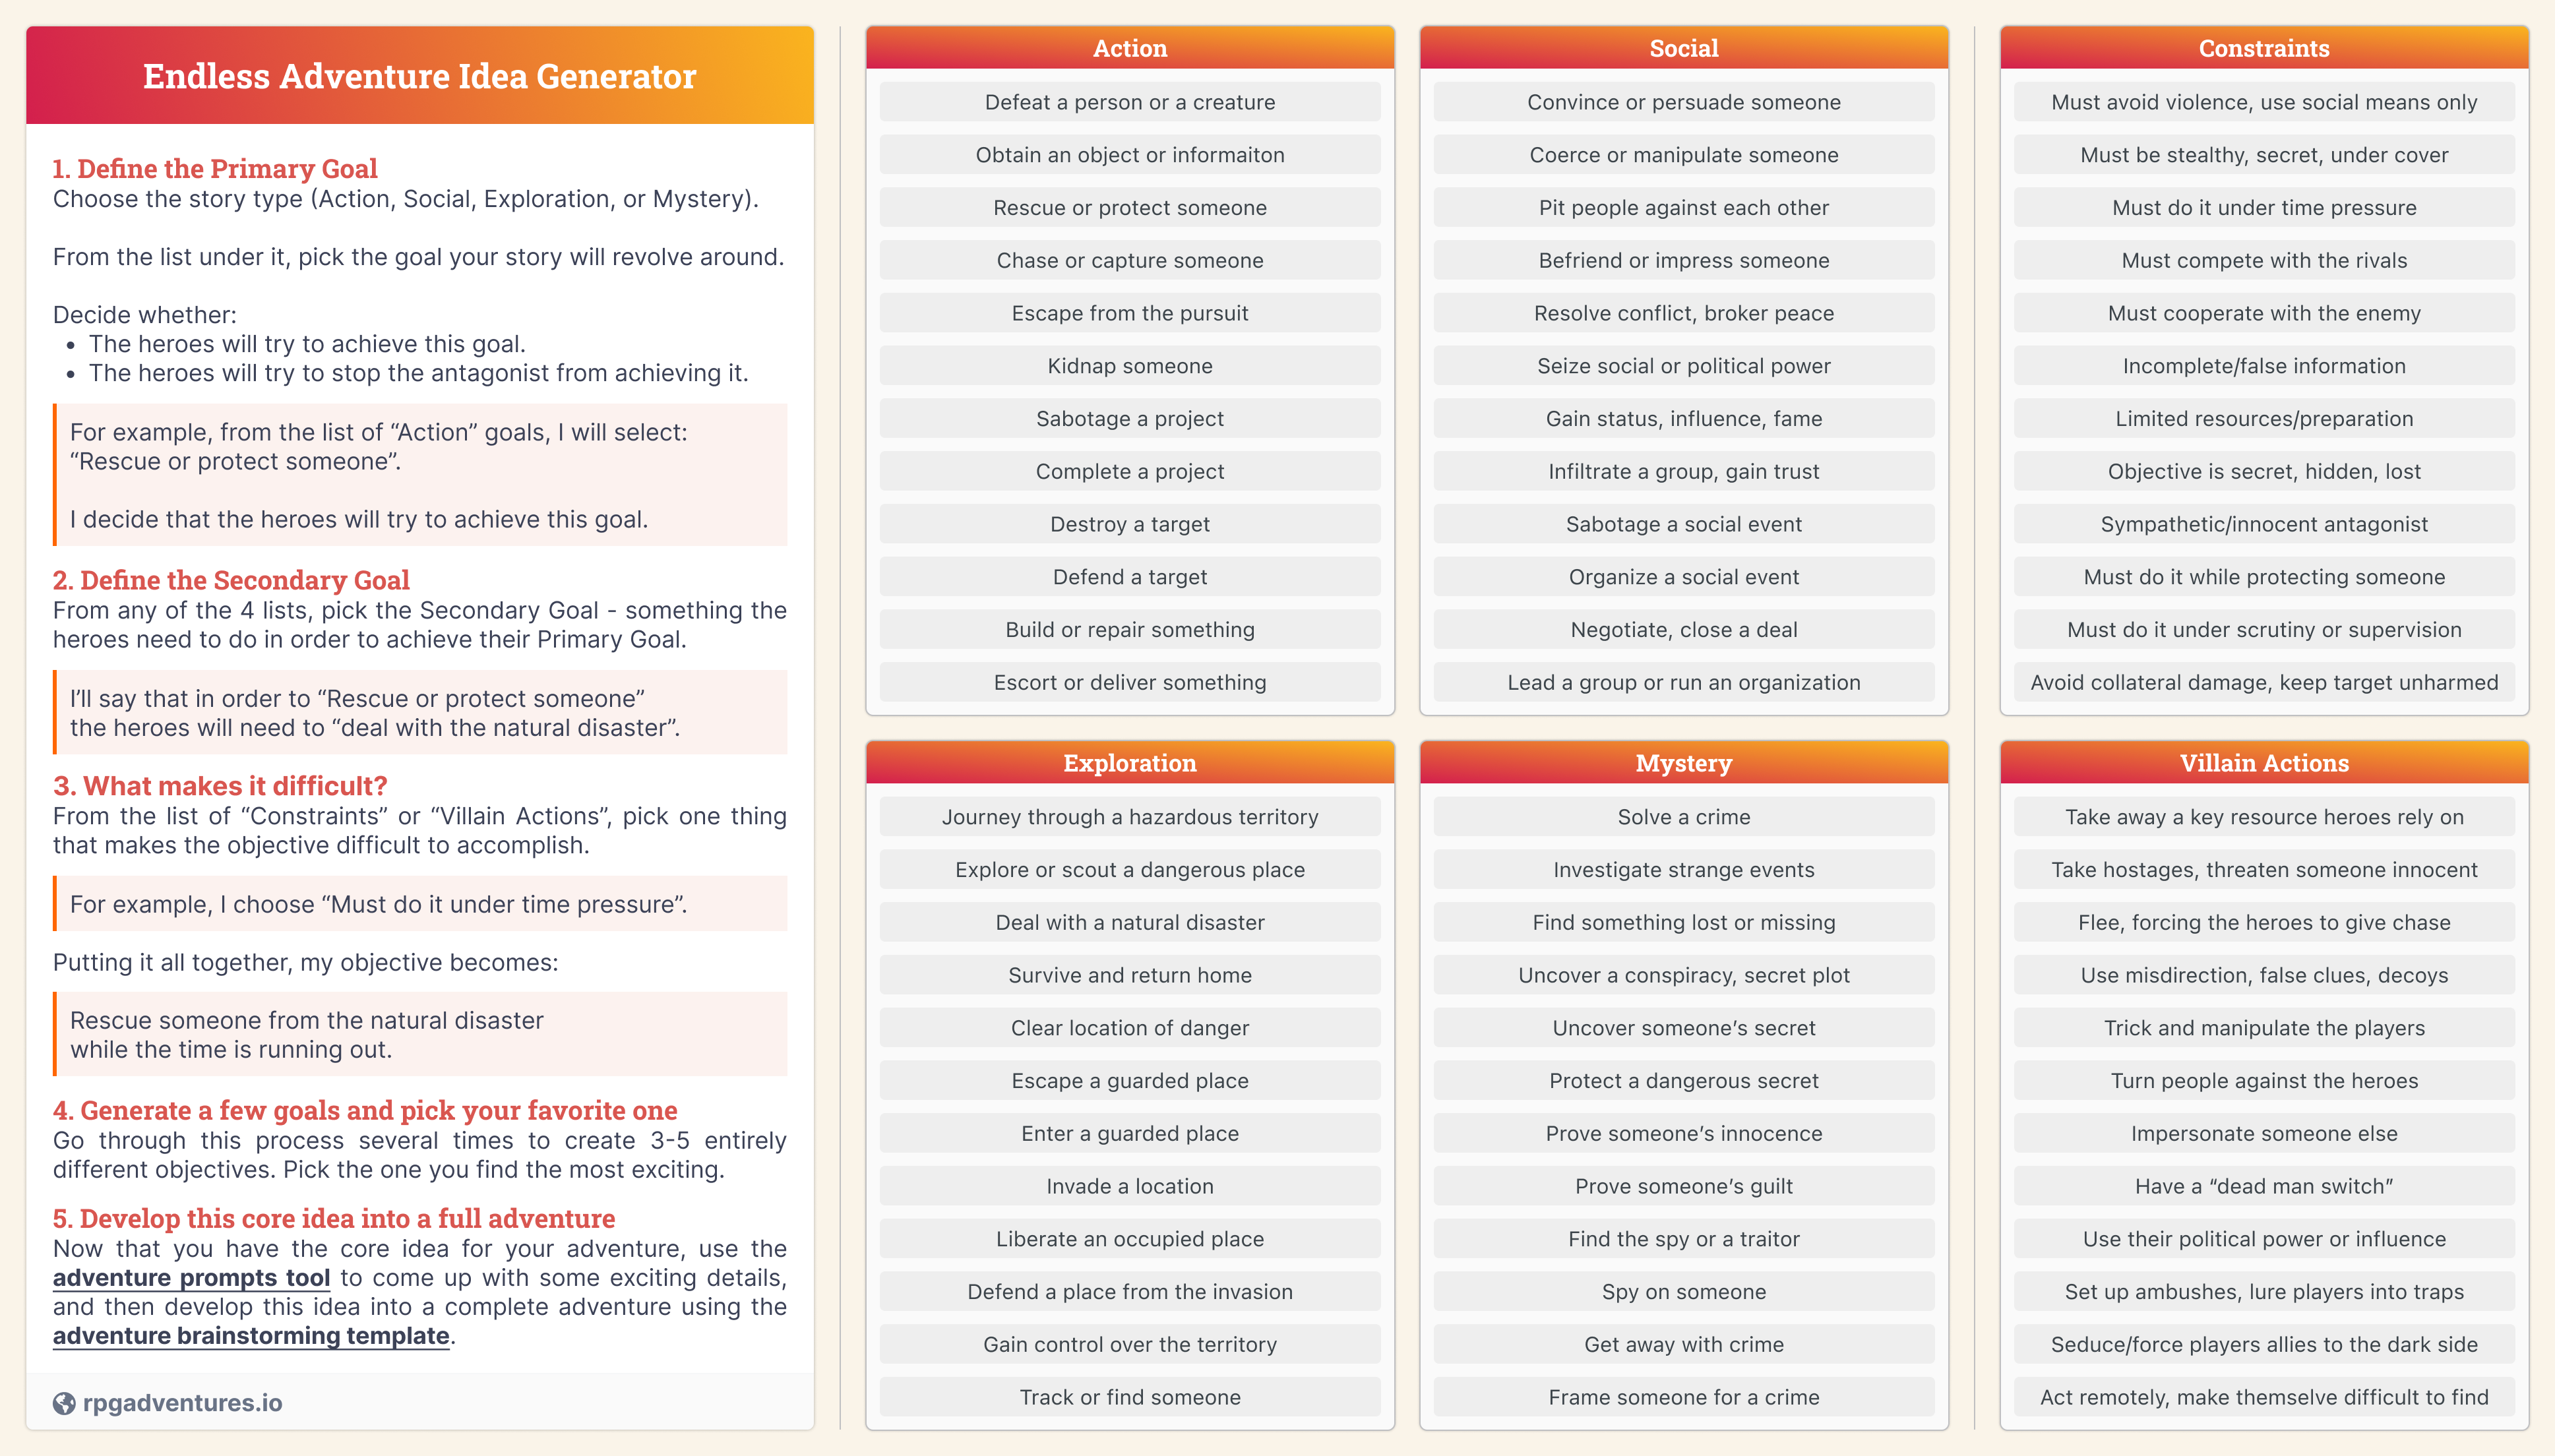 Endless Adventure Idea Generator
1. Define the Primary Goal
Choose the story type (Action, Social, Exploration, or Mystery).
From the list under it, pick the goal your story will revolve around.
Decide whether:
• The heroes will try to achieve this goal.
• The heroes will try to stop the antagonist from achieving it.
For example, from the list of “Action” goals, I will select:
“Rescue or protect someone”.
I decide that the heroes will try to achieve this goal.
2. Define the Secondary Goal
From any of the 4 lists, pick the Secondary Goal - something the
heroes need to do in order to achieve their Primary Goal.
I’ll say that in order to “Rescue or protect someone”
the heroes will need to “deal with the natural disaster”.
3. What makes it difficult?
From the list of “Constraints” or “Villain Actions”, pick one thing
that makes the objective difficult to accomplish.
For example, I choose “Must do it under time pressure”.
Putting it all together, my objective becomes:
Rescue someone from the natural disaster
while the time is running out.
4. Generate a few goals and pick your favorite one
Go through this process several times to create 3-5 entirely
different objectives. Pick the one you find the most exciting.
5. Develop this core idea into a full adventure
Now that you have the core idea for your adventure, use the
adventure prompts tool to come up with some exciting details,
and then develop this idea into a complete adventure using the
adventure brainstorming template.
rpgadventures.io
Action
Defeat a person or a creature
Obtain an object or informaiton
Rescue or protect someone
Chase or capture someone
Escape from the pursuit
Kidnap someone
Sabotage a project
Complete a project
Destroy a target
Defend a target
Build or repair something
Escort or deliver something
Social
Convince or persuade someone
Coerce or manipulate someone
Pit people against each other
Befriend or impress someone
Resolve conflict, broker peace
Seize social or political power
Gain status, influence, fame
Infiltrate a group, gain trust
Sabotage a social event
Organize a social event
Negotiate, close a deal
Lead a group or run an organization
Constraints
Must avoid violence, use social means only
Must be stealthy, secret, under cover
Must do it under time pressure
Must compete with the rivals
Must cooperate with the enemy
Incomplete/false information
Limited resources/preparation
Objective is secret, hidden, lost
Sympathetic/innocent antagonist
Must do it while protecting someone
Must do it under scrutiny or supervision
Avoid collateral damage, keep target unharmed
Exploration
Journey through a hazardous territory
Explore or scout a dangerous place
Deal with a natural disaster
Survive and return home
Clear location of danger
Escape a guarded place
Enter a guarded place
Invade a location
Liberate an occupied place
Defend a place from the invasion
Gain control over the territory
Track or find someone
Mystery
Solve a crime
Investigate strange events
Find something lost or missing
Uncover a conspiracy, secret plot
Uncover someone’s secret
Protect a dangerous secret
Prove someone’s innocence
Prove someone’s guilt
Find the spy or a traitor
Spy on someone
Get away with crime
Frame someone for a crime
Villain Actions
Take away a key resource heroes rely on
Take hostages, threaten someone innocent
Flee, forcing the heroes to give chase
Use misdirection, false clues, decoys
Trick and manipulate the players
Turn people against the heroes
Impersonate someone else
Have a “dead man switch”
Use their political power or influence
Set up ambushes, lure players into traps
Seduce/force players allies to the dark side
Act remotely, make themselve difficult to find